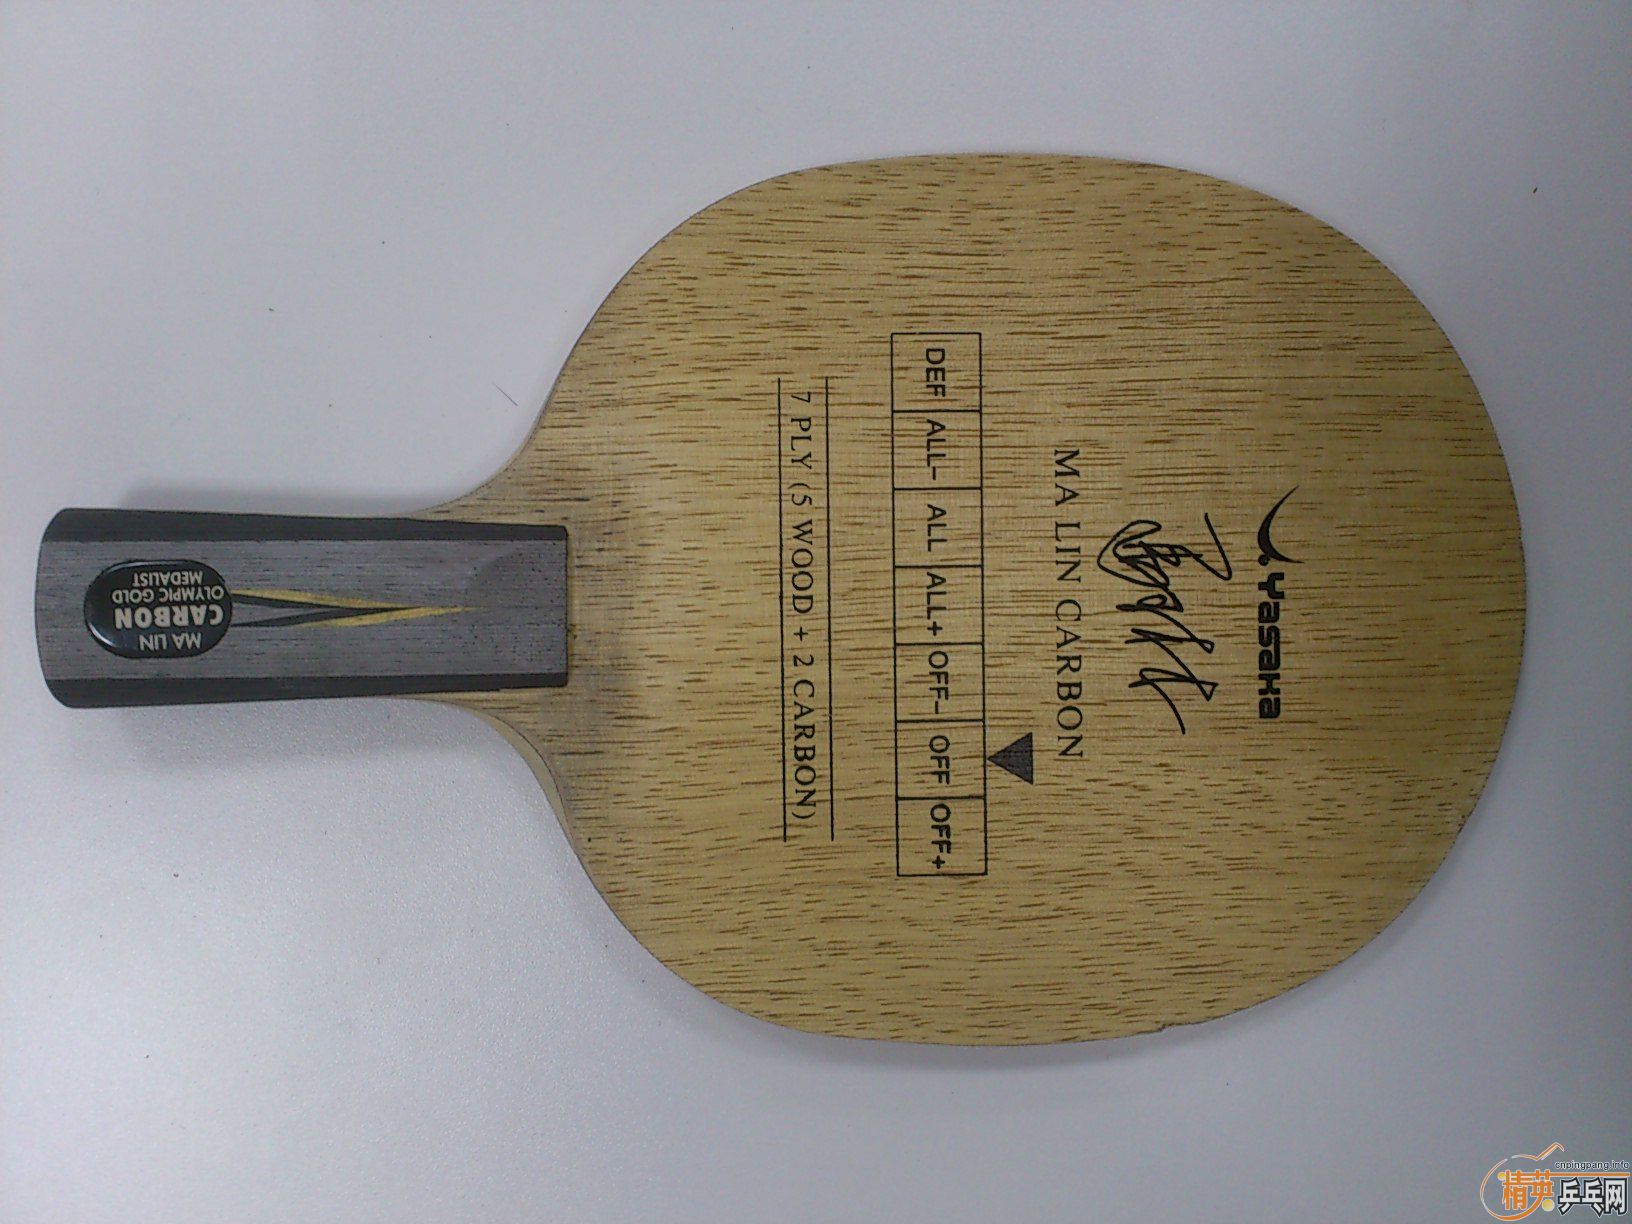 Yasaka
MA LIN CARBON
DEF ALL- ALL ALL+ OFF- OFF OFF+
7 PLY (5 WOOD + 2 CARBON)
MA LIN
CARBON
OLYMPIC GOLD
MEDALIST
cnpingpang.info
精英乒乓网